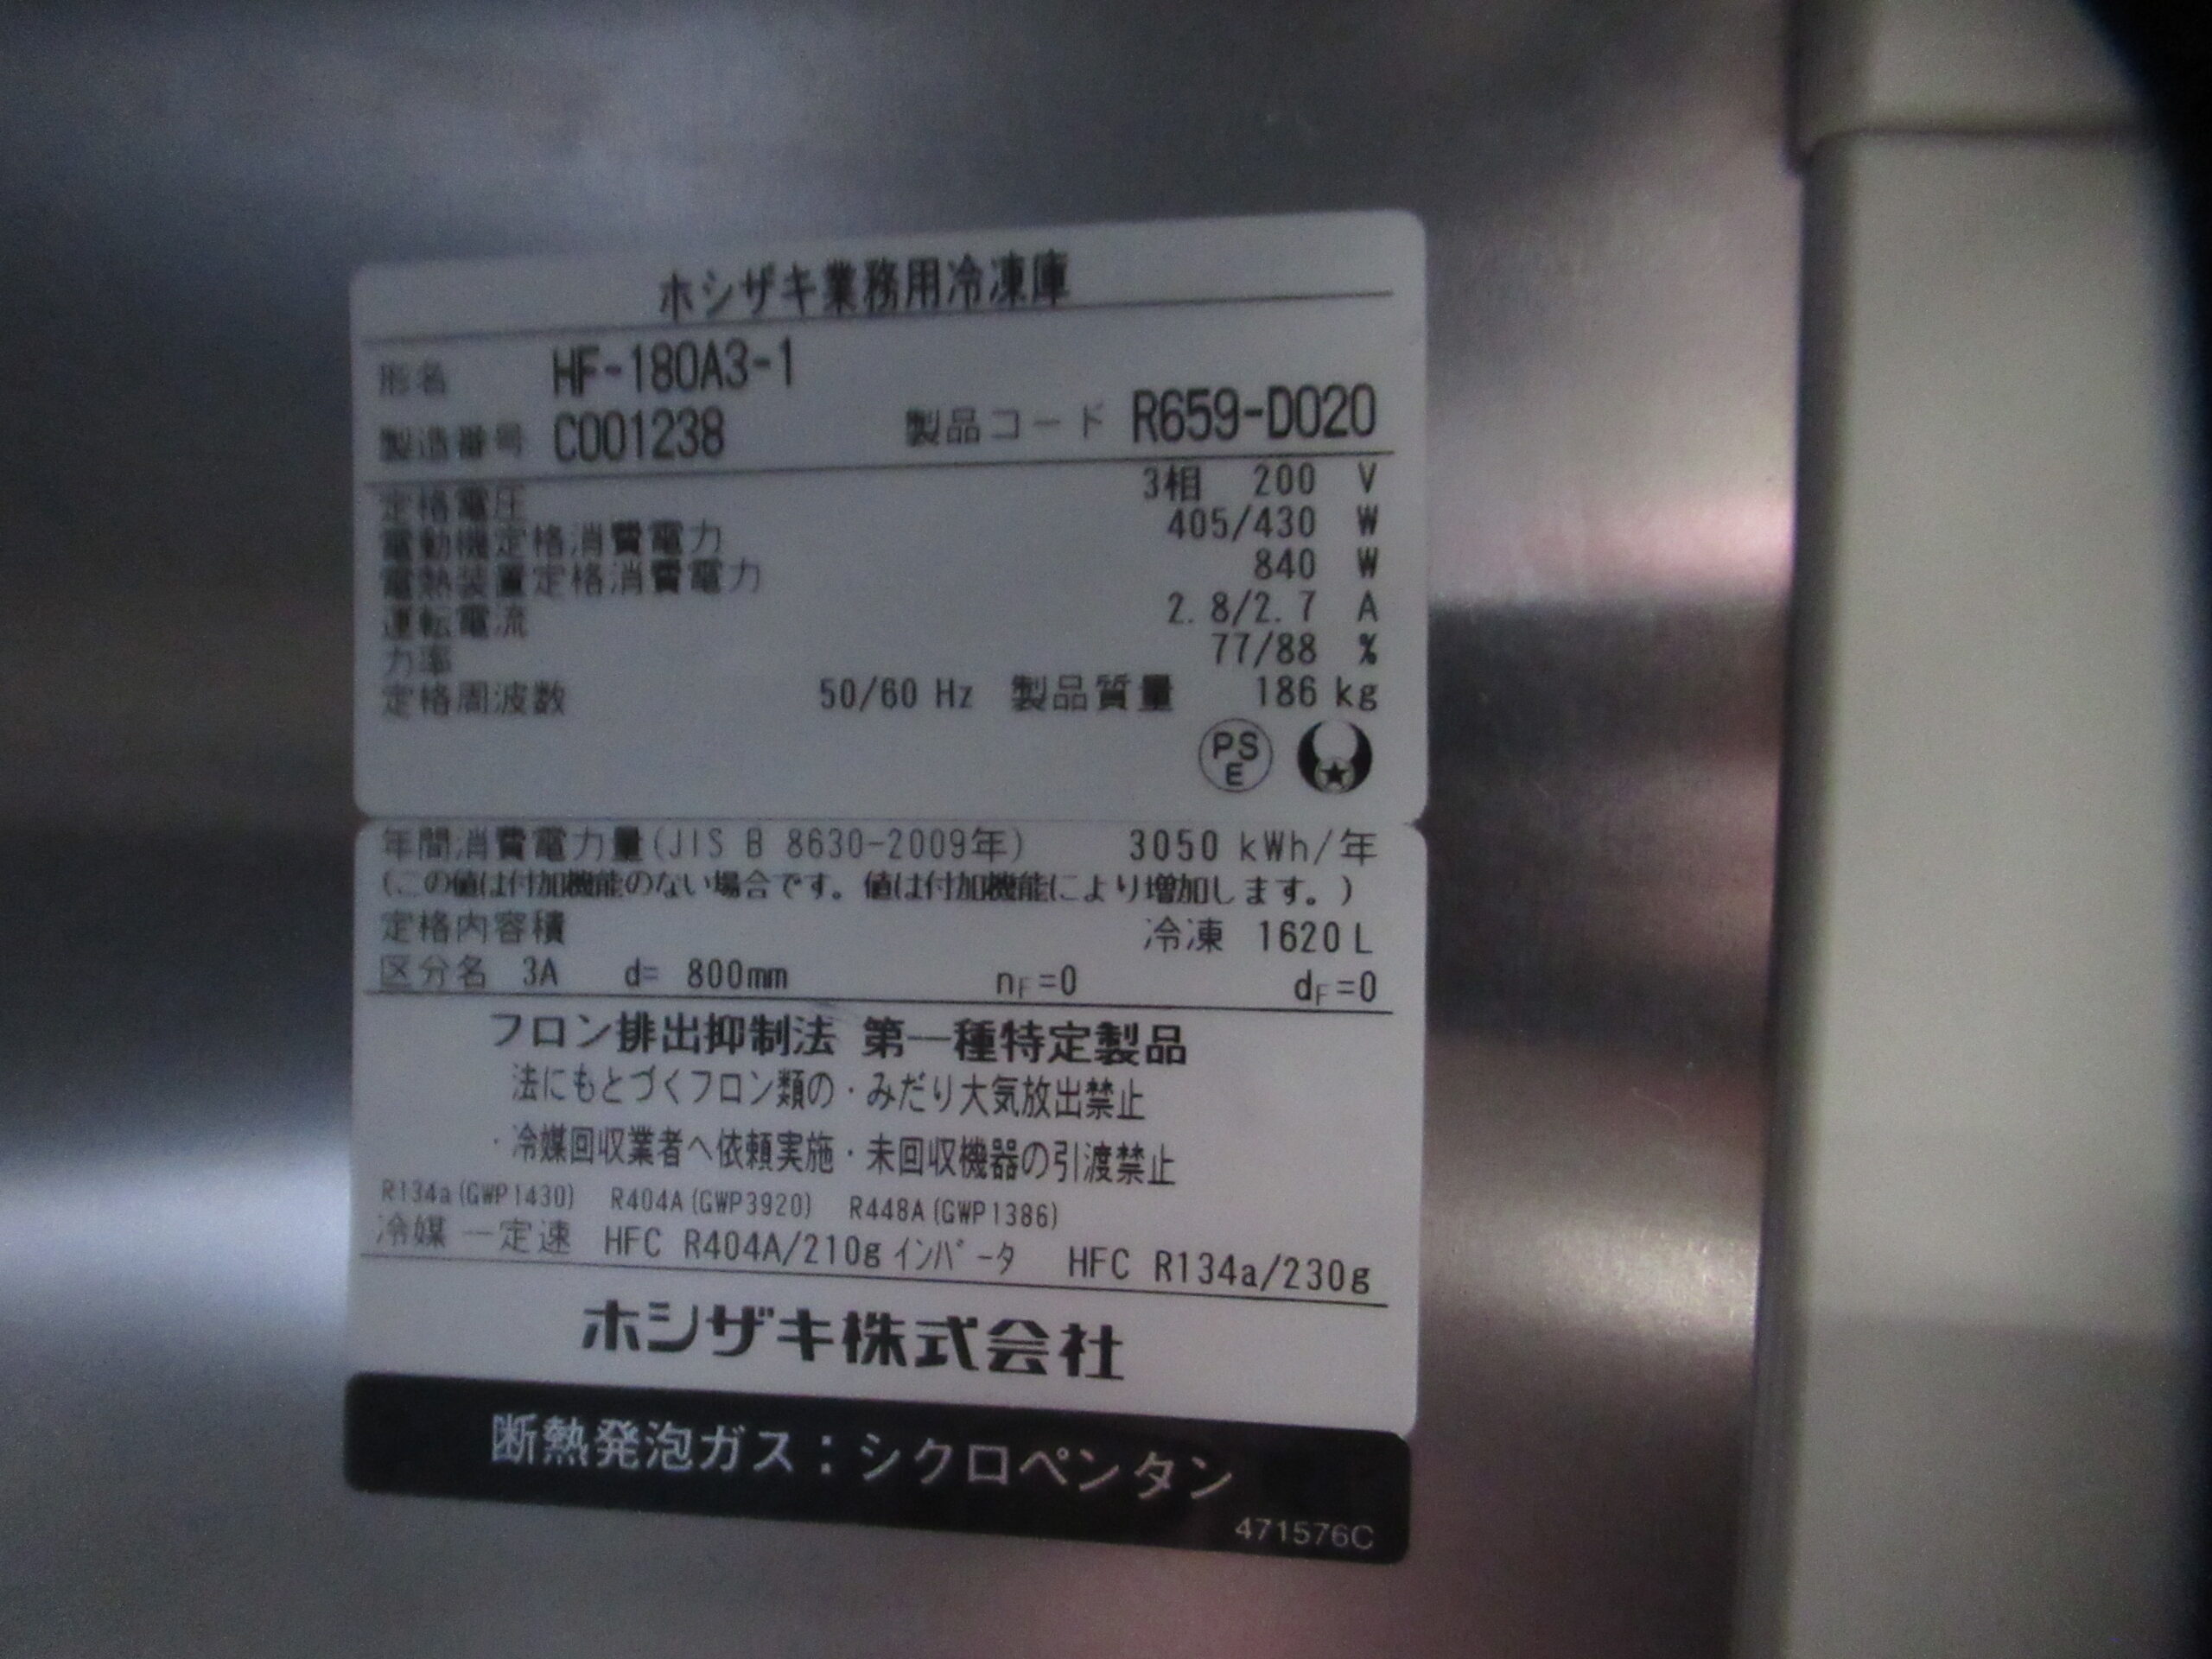 ホシザキ業務用冷凍庫
形名 HF-180A3-1
製造番号 C001238 製品コード R659-D020
定格電圧 3相 200 V
電動機定格消費電力 405/430 W
電熱装置定格消費電力 840 W
運転電流 2.8/2.7 A
力率 77/88 %
定格周波数 50/60 Hz 製品質量 186 kg
PSE
年間消費電力量(JIS B 8630-2009年) 3050 kWh/年
(この値は付加機能のない場合です。値は付加機能により増加します。)
定格内容積 冷凍 1620 L
区分名 3A d= 800mm nF=0 dF=0
フロン排出抑制法 第一種特定製品
法にもとづくフロン類の・みだり大気放出禁止
・冷媒回収業者へ依頼実施・未回収機器の引渡禁止
R134a(GWP1430) R404A(GWP3920) R448A(GWP1386)
冷媒 一定速 HFC R404A/210g インバータ HFC R134a/230g
ホシザキ株式会社
断熱発泡ガス：シクロペンタン
471576C